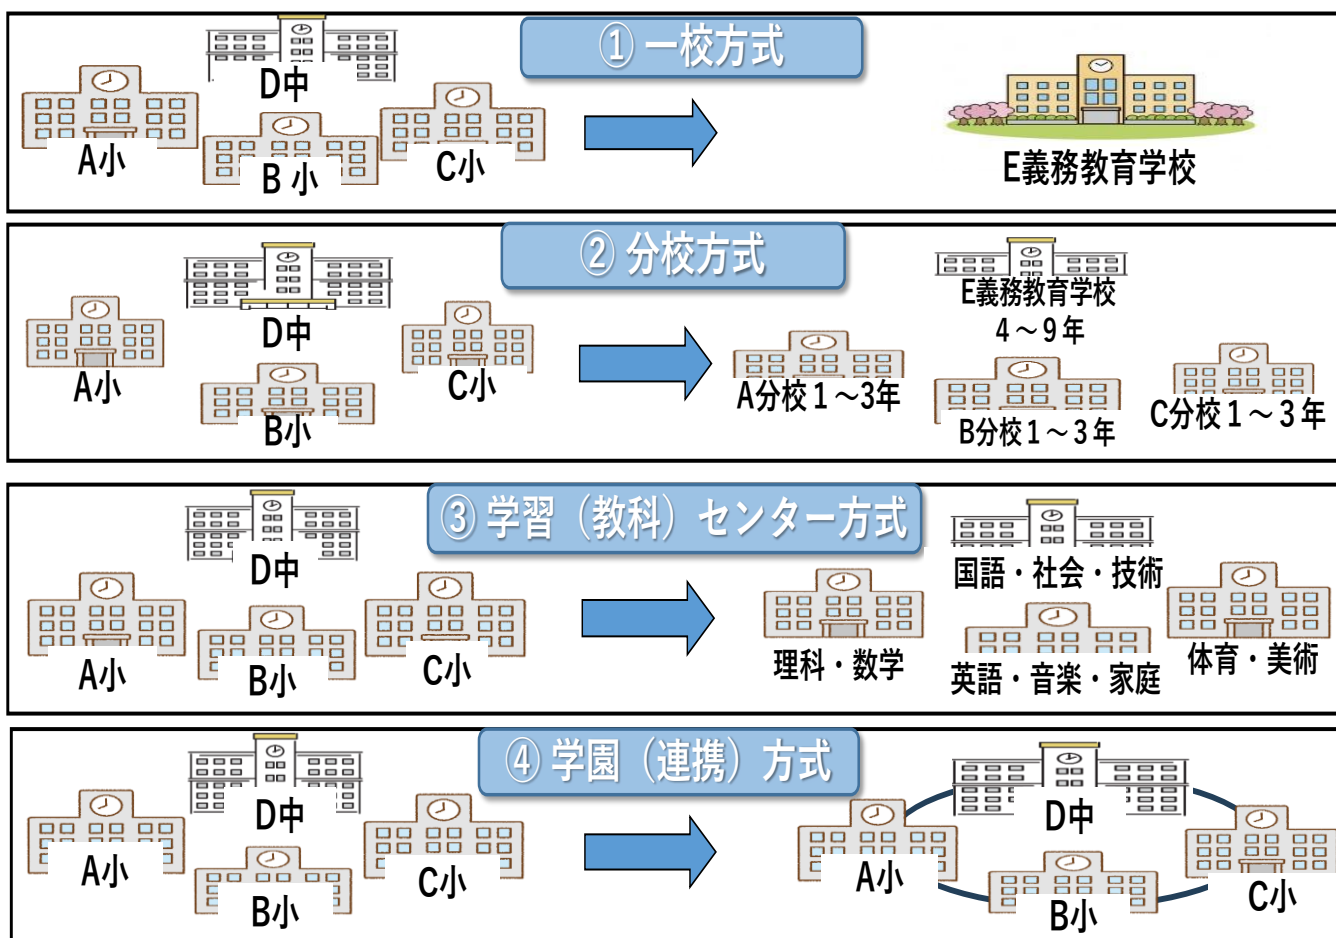 ① 一校方式
D中
A小
B 小
C小
E義務教育学校
② 分校方式
D中
A小
B小
C小
E義務教育学校
4～9年
A分校１～3年
B分校１～３年
C分校１～３年
③ 学習（教科）センター方式
D中
A小
B小
C小
国語・社会・技術
理科・数学
英語・音楽・家庭
体育・美術
④ 学園（連携）方式
D中
A小
B小
C小
D中
A小
B小
C小